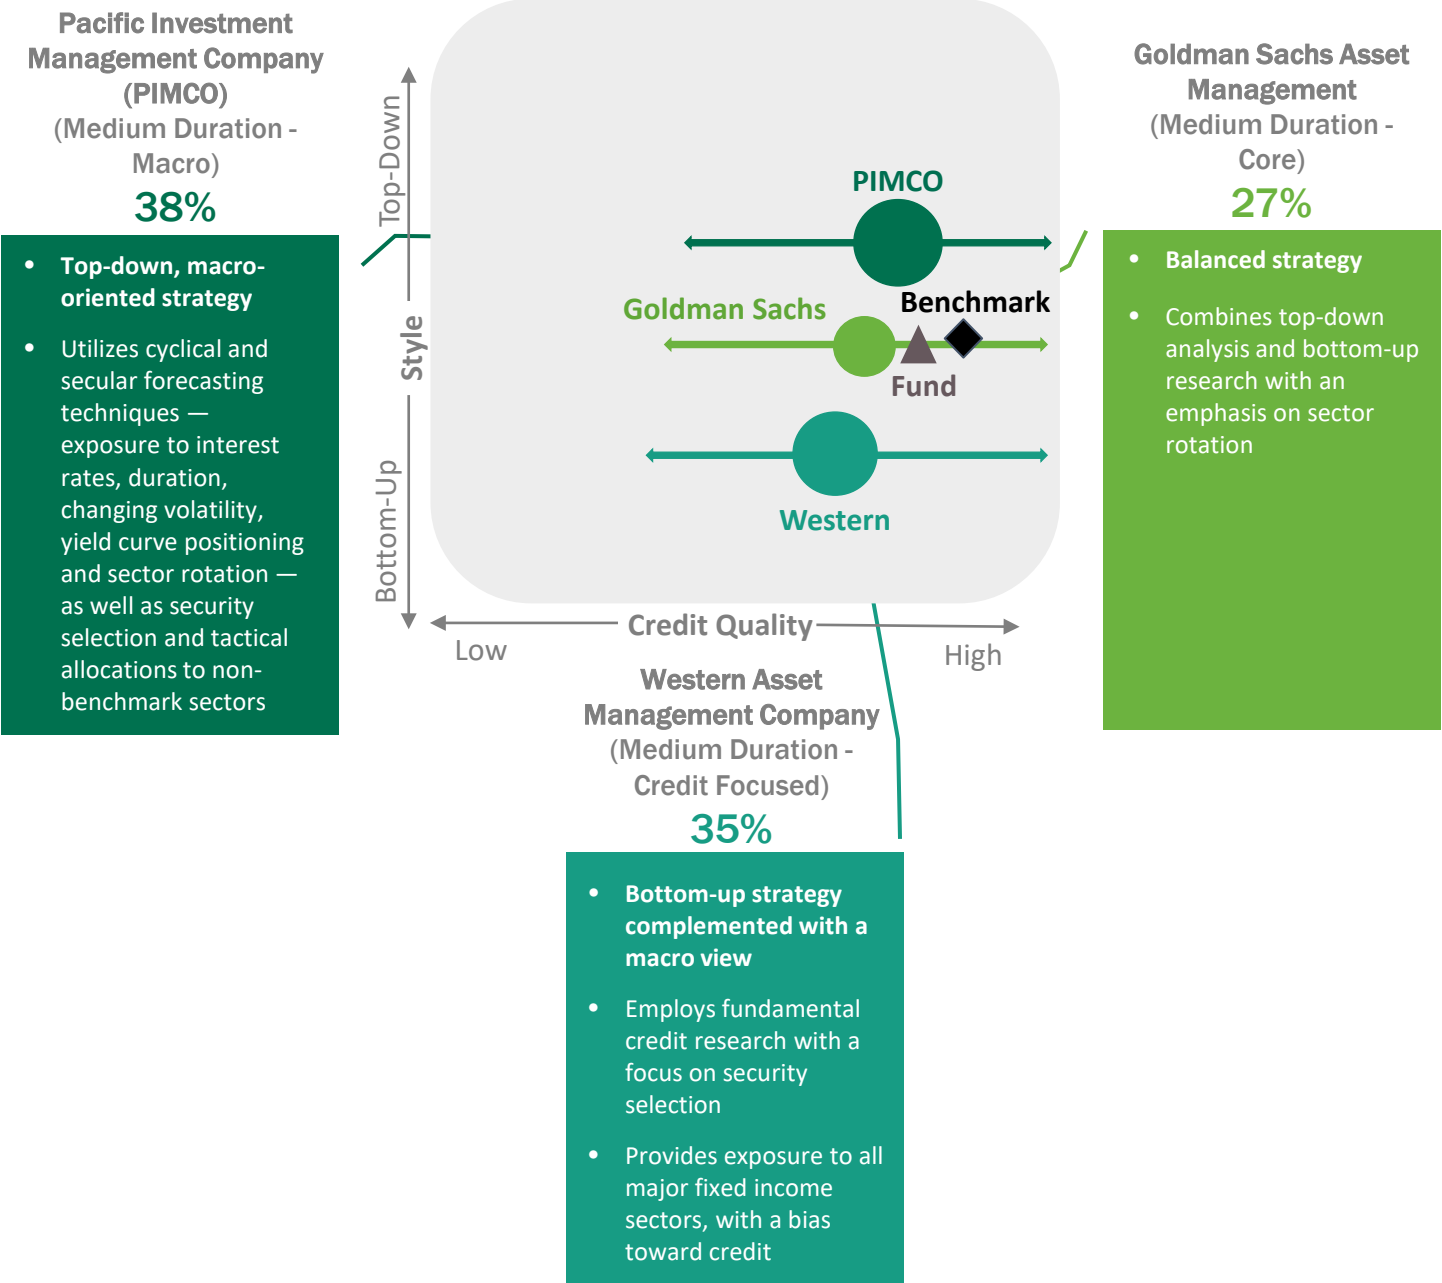 Pacific Investment
Management Company
(PIMCO)
(Medium Duration -
Macro)
38%
• Top-down, macro-
oriented strategy
• Utilizes cyclical and
secular forecasting
techniques —
exposure to interest
rates, duration,
changing volatility,
yield curve positioning
and sector rotation —
as well as security
selection and tactical
allocations to non-
benchmark sectors
Top-Down
Style
Bottom-Up
PIMCO
Goldman Sachs
Benchmark
Fund
Western
Low
Credit Quality
High
Goldman Sachs Asset
Management
(Medium Duration -
Core)
27%
• Balanced strategy
• Combines top-down
analysis and bottom-up
research with an
emphasis on sector
rotation
Western Asset
Management Company
(Medium Duration -
Credit Focused)
35%
• Bottom-up strategy
complemented with a
macro view
• Employs fundamental
credit research with a
focus on security
selection
• Provides exposure to all
major fixed income
sectors, with a bias
toward credit